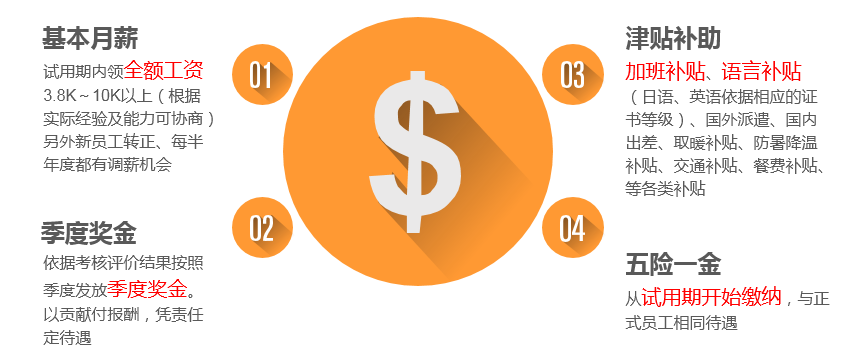 基本月薪
试用期内领全额工资
3.8K～10K以上（根据
实际经验及能力可协商）
另外新员工转正、每半
年度都有调薪机会
01
02
季度奖金
依据考核评价结果按照
季度发放季度奖金。
以贡献付报酬，凭责任
定待遇
$
03
津贴补助
加班补贴、语言补贴
（日语、英语依据相应的证
书等级）、国外派遣、国内
出差、取暖补贴、防暑降温
补贴、交通补贴、餐费补贴、
等各类补贴
04
五险一金
从试用期开始缴纳，与正
式员工相同待遇